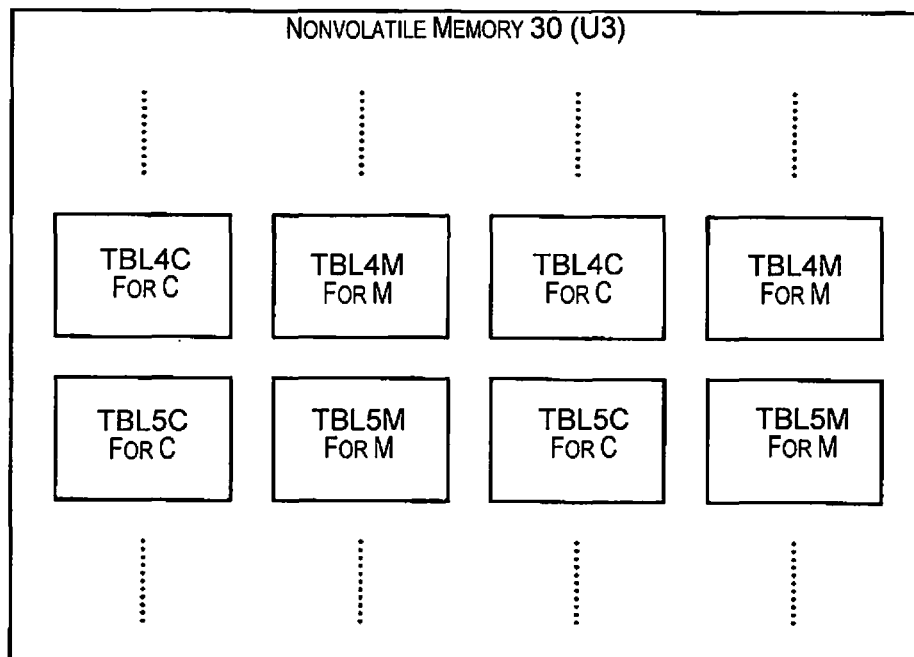 NONVOLATILE MEMORY 30 (U3)
TBL4C
FOR C
TBL4M
FOR M
TBL4C
FOR C
TBL4M
FOR M
TBL5C
FOR C
TBL5M
FOR M
TBL5C
FOR C
TBL5M
FOR M